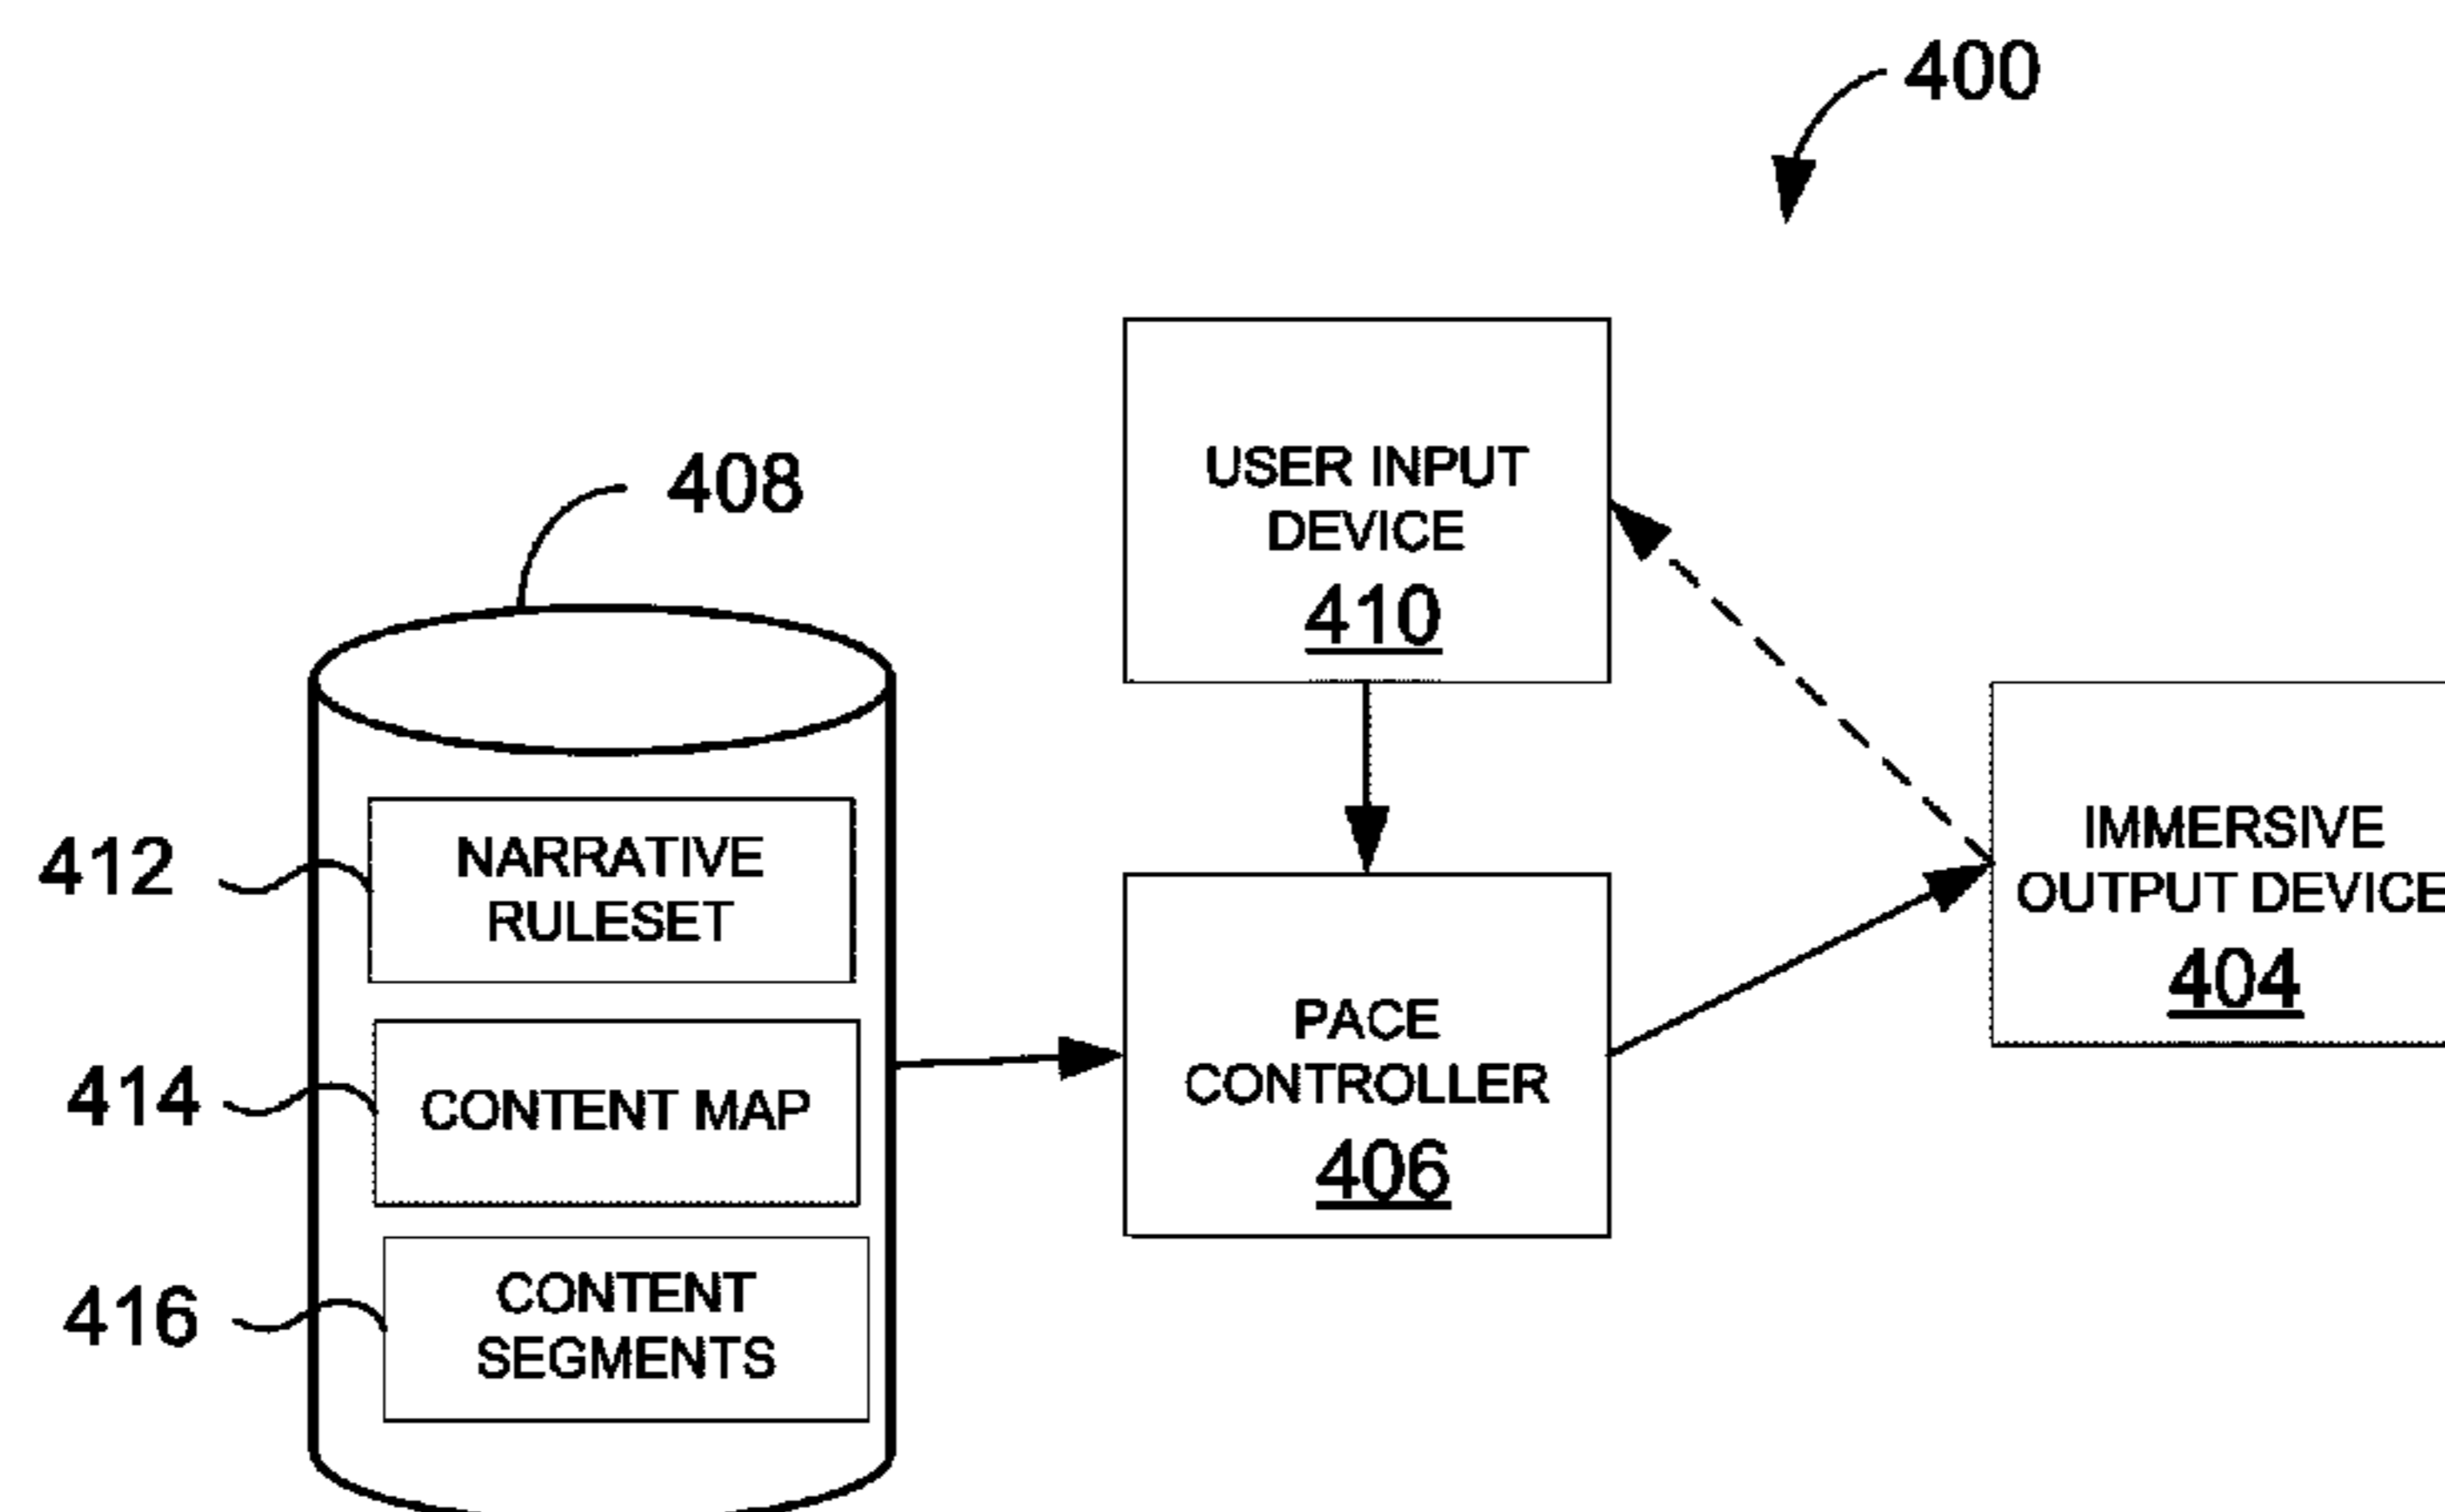 400
408
USER INPUT
DEVICE
410
412
NARRATIVE
RULESET
IMMERSIVE
OUTPUT DEVICE
404
414
CONTENT MAP
PACE
CONTROLLER
406
416
CONTENT
SEGMENTS